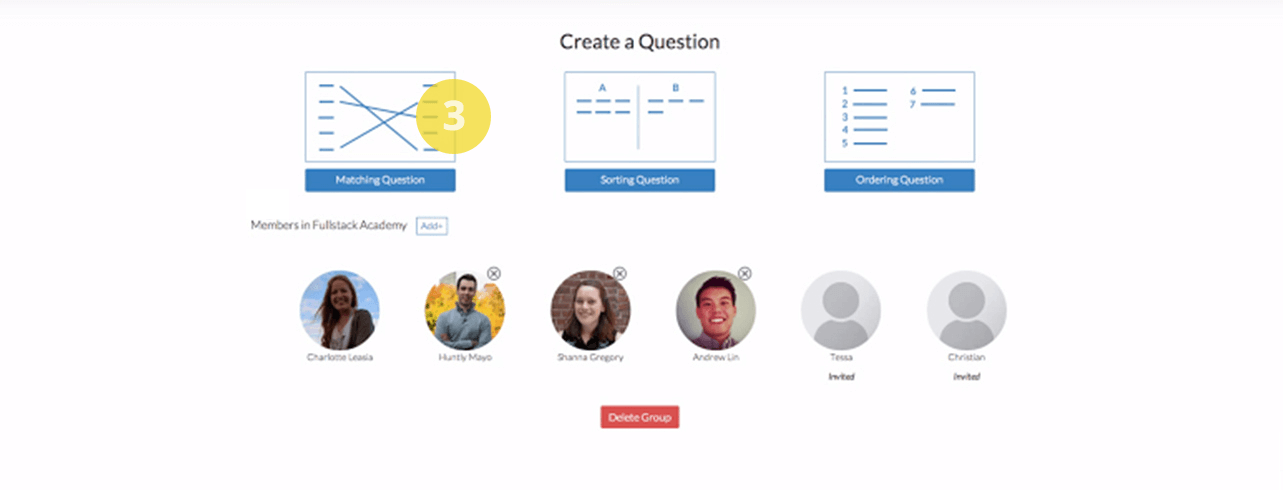 Create a Question
3
A B
1
2
3
4
5
6
7
Matching Question
Sorting Question
Ordering Question
Members in Fullstack Academy Add+
Charlotte Leasia
Huntly Mayo
Shanna Gregory
Andrew Lin
Tessa
Invited
Christian
Invited
Delete Group